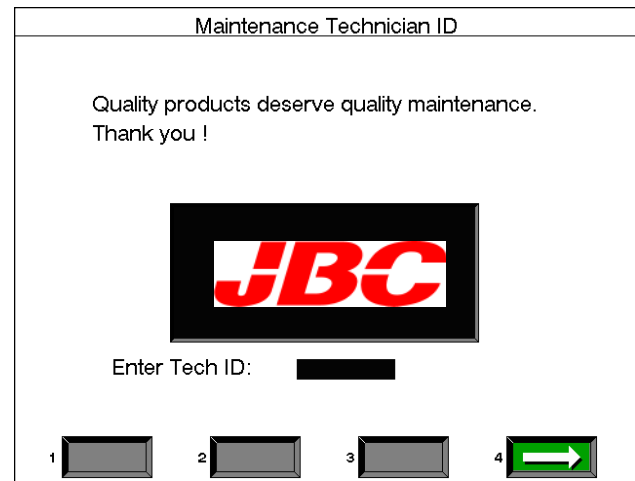 Maintenance Technician ID
Quality products deserve quality maintenance.
Thank you !
JBC
Enter Tech ID:
1 2 3 4